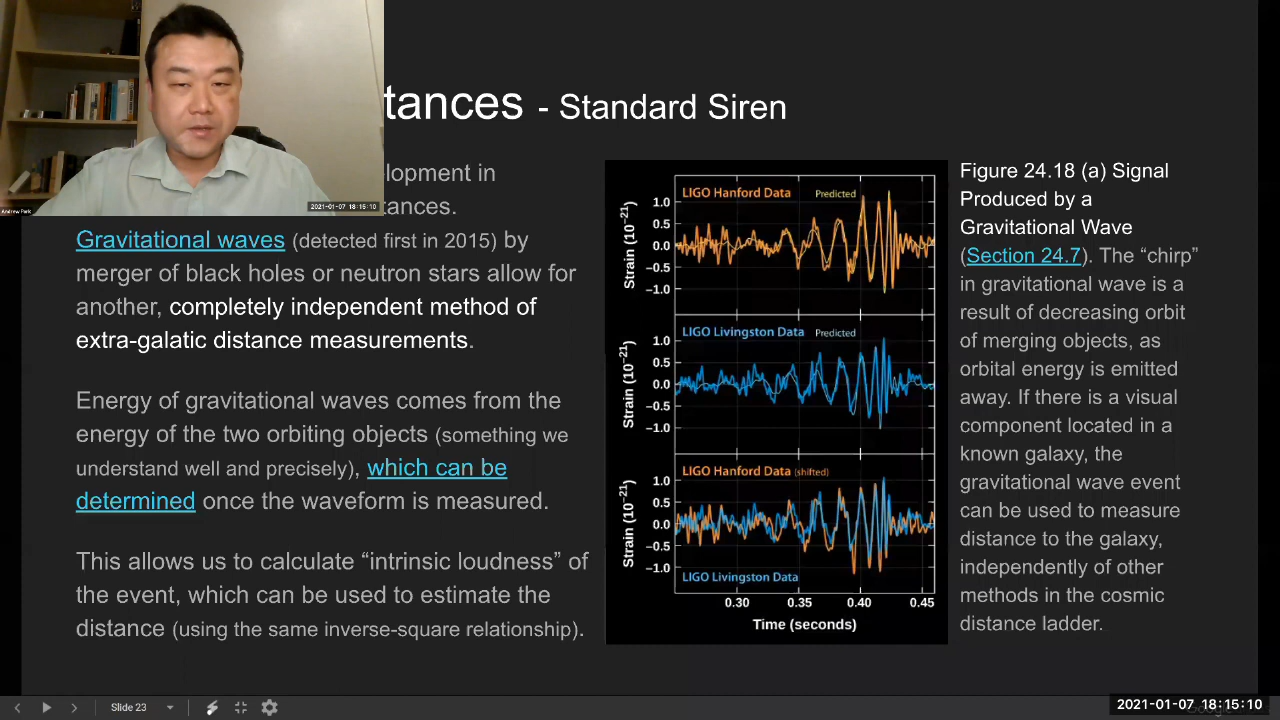 Andrew Park
2021-01-07 18:15:10
tances - Standard Siren
lopment in
tances.
Gravitational waves (detected first in 2015) by
merger of black holes or neutron stars allow for
another, completely independent method of
extra-galatic distance measurements.
Energy of gravitational waves comes from the
energy of the two orbiting objects (something we
understand well and precisely), which can be
determined once the waveform is measured.
This allows us to calculate “intrinsic loudness” of
the event, which can be used to estimate the
distance (using the same inverse-square relationship).
LIGO Hanford Data Predicted
1.0
0.5
0.0
−0.5
−1.0
Strain (10⁻²¹)
LIGO Livingston Data Predicted
1.0
0.5
0.0
−0.5
−1.0
Strain (10⁻²¹)
LIGO Hanford Data (shifted)
1.0
0.5
0.0
−0.5
−1.0
Strain (10⁻²¹)
LIGO Livingston Data
0.30 0.35 0.40 0.45
Time (seconds)
Figure 24.18 (a) Signal
Produced by a
Gravitational Wave
(Section 24.7). The “chirp”
in gravitational wave is a
result of decreasing orbit
of merging objects, as
orbital energy is emitted
away. If there is a visual
component located in a
known galaxy, the
gravitational wave event
can be used to measure
distance to the galaxy,
independently of other
methods in the cosmic
distance ladder.
Slide 23
2021-01-07 18:15:10